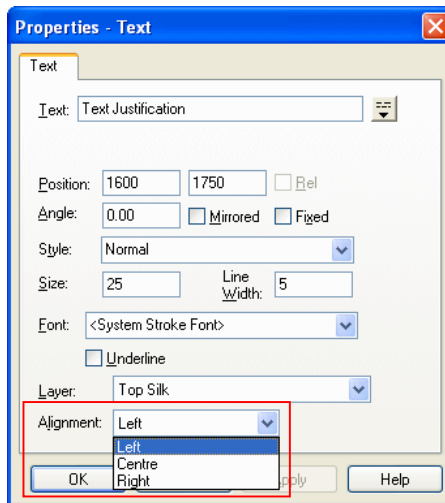 Properties - Text
Text
Text: Text Justification
Position: 1600 1750 Rel
Angle: 0.00 Mirrored Fixed
Style: Normal
Size: 25 Line Width: 5
Font: <System Stroke Font>
Underline
Layer: Top Silk
Alignment: Left
Left
Centre
Right
OK Help